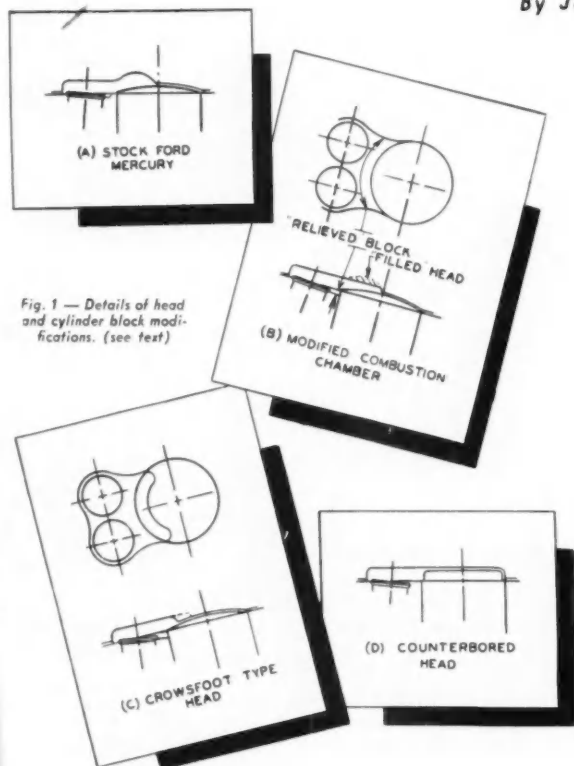 By J
(A) STOCK FORD
MERCURY
RELIEVED BLOCK
FILLED HEAD
(B) MODIFIED COMBUSTION
CHAMBER
Fig. 1 — Details of head
and cylinder block modi-
fications. (see text)
(C) CROWSFOOT TYPE
HEAD
(D) COUNTERBORED
HEAD